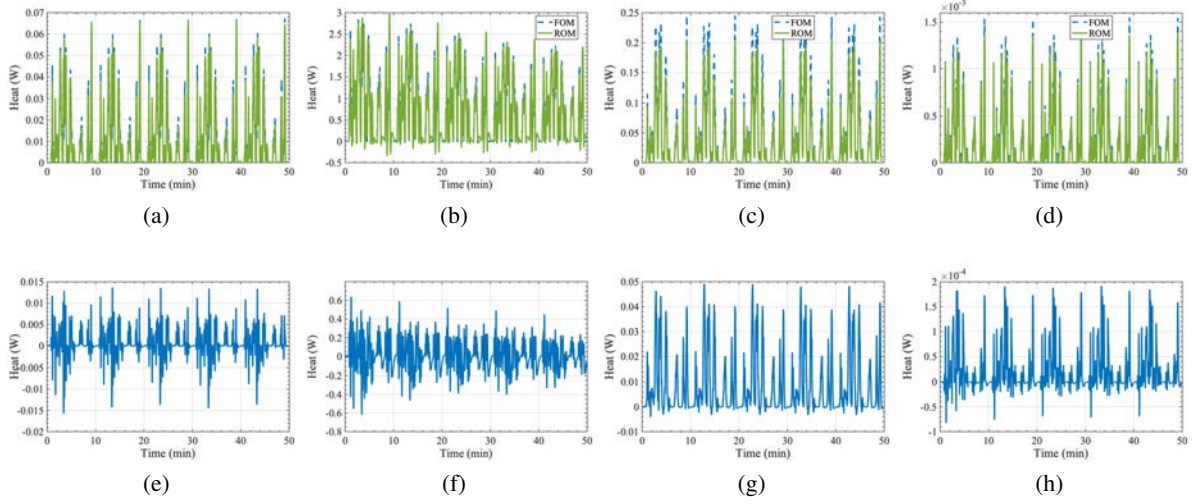 0.07
0.06
0.05
0.04
0.03
0.02
0.01
0
Heat (W)
0 10 20 30 40 50
Time (min)
(a)
3
2.5
2
1.5
1
0.5
0
-0.5
Heat (W)
FOM
ROM
0 10 20 30 40 50
Time (min)
(b)
0.25
0.2
0.15
0.1
0.05
0
Heat (W)
FOM
ROM
0 10 20 30 40 50
Time (min)
(c)
×10⁻³
1.5
1
0.5
0
Heat (W)
FOM
ROM
0 10 20 30 40 50
Time (min)
(d)
0.015
0.01
0.005
0
-0.005
-0.01
-0.015
-0.02
Heat (W)
0 10 20 30 40 50
Time (min)
(e)
0.6
0.4
0.2
0
-0.2
-0.4
-0.6
-0.8
Heat (W)
0 10 20 30 40 50
Time (min)
(f)
0.05
0.04
0.03
0.02
0.01
0
-0.01
Heat (W)
0 10 20 30 40 50
Time (min)
(g)
×10⁻⁴
2
1.5
1
0.5
0
-0.5
-1
Heat (W)
0 10 20 30 40 50
Time (min)
(h)